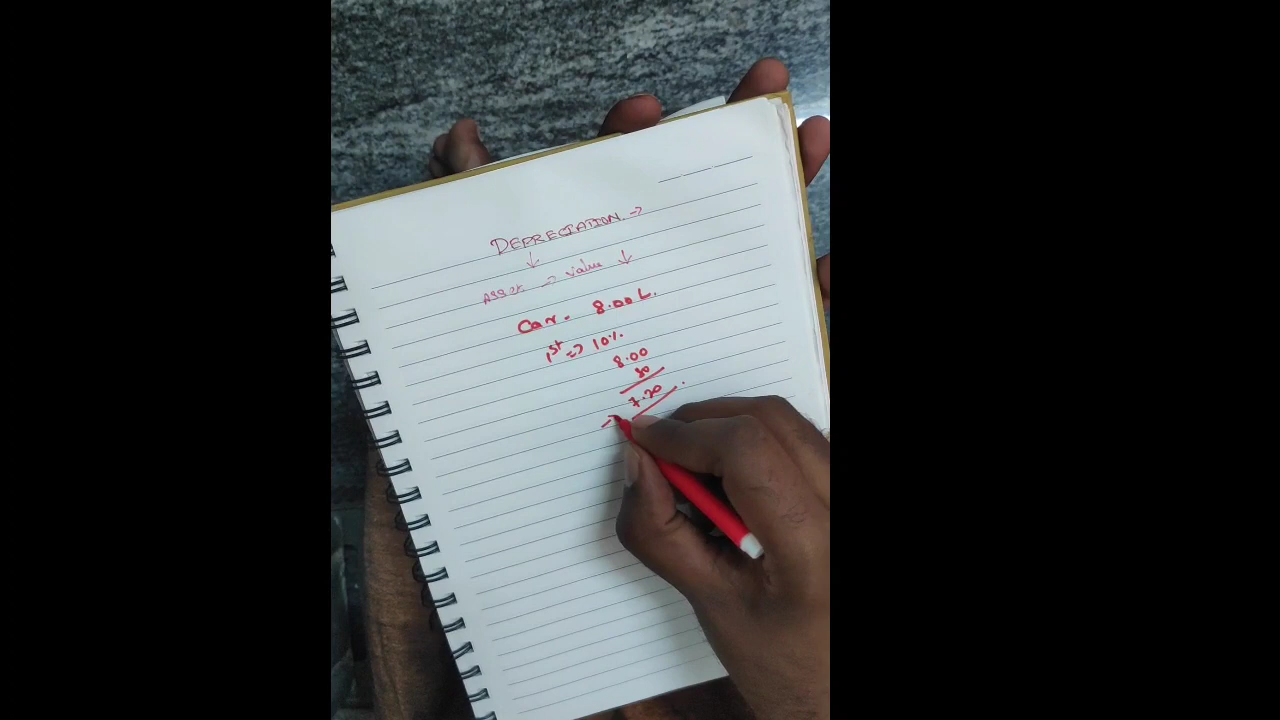 DEPRECIATION →
↓
Asset → Value ↓
Car - 8.00 L.
1st => 10%
8.00
80
7.20